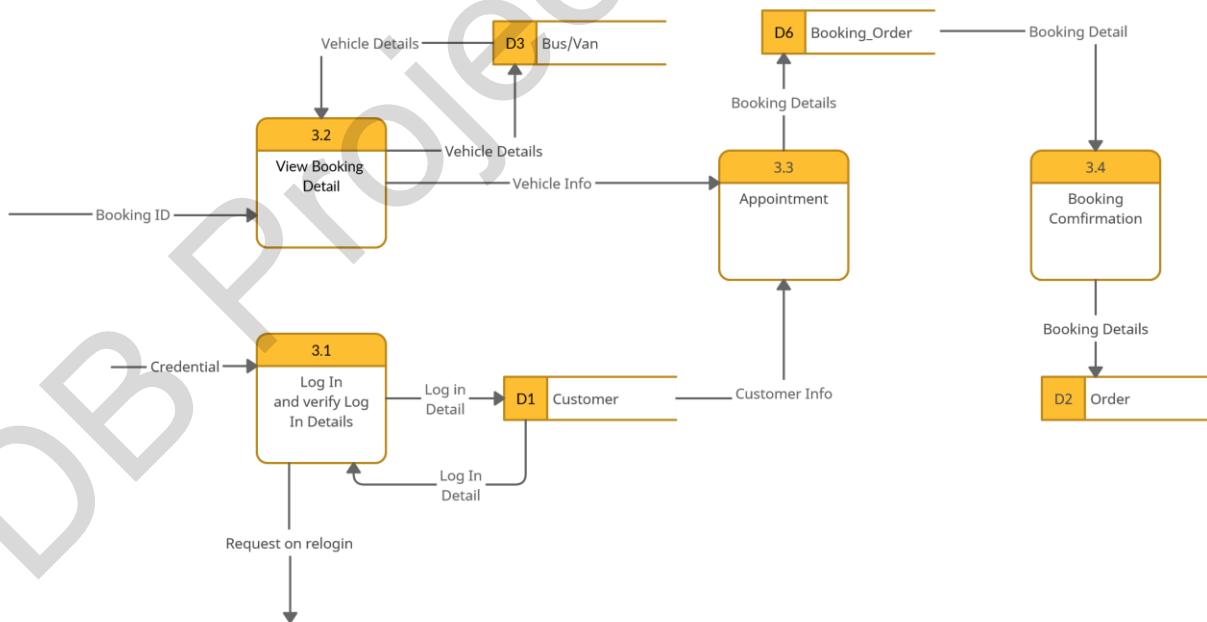 D6 Booking_Order
Booking Detail
Vehicle Details
D3 Bus/Van
Booking Details
3.2
View Booking
Detail
Vehicle Details
Vehicle Info
3.3
Appointment
3.4
Booking
Comfirmation
Booking ID
3.1
Log In
and verify Log
In Details
Credential
Log in
Detail
D1 Customer
Customer Info
Booking Details
D2 Order
Log In
Detail
Request on relogin
DB Projec